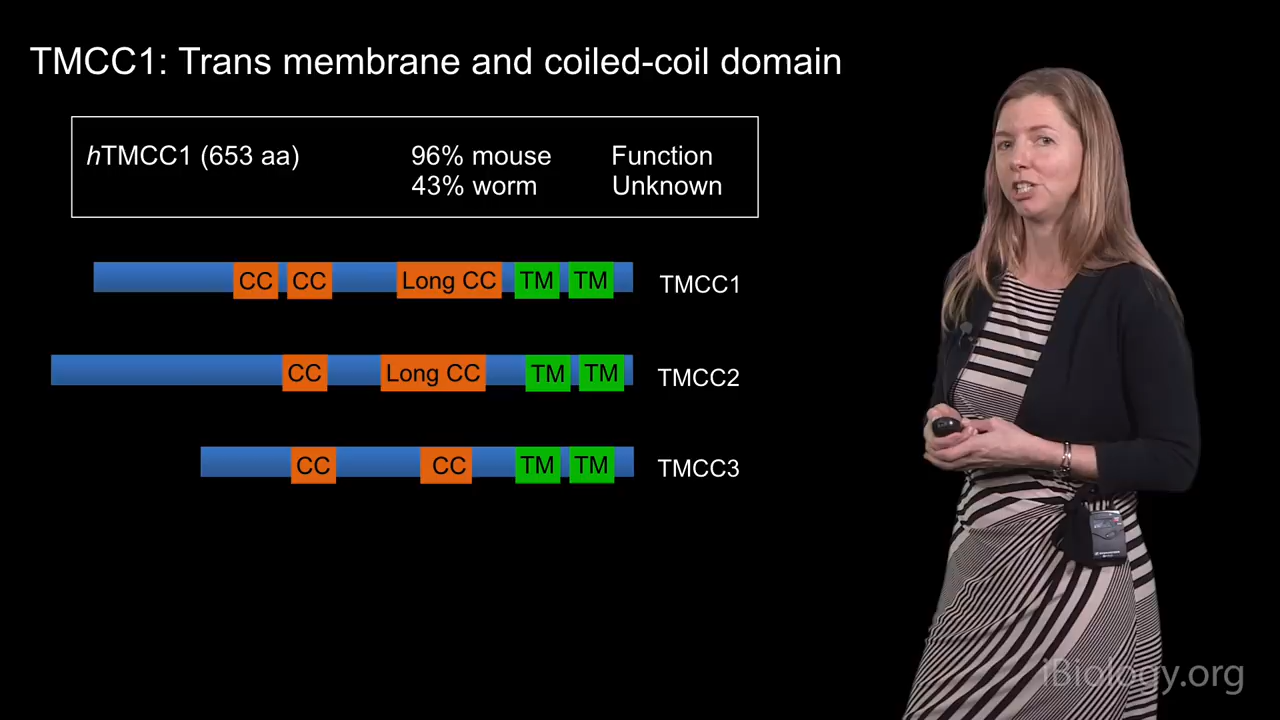 TMCC1: Trans membrane and coiled-coil domain
hTMCC1 (653 aa) 96% mouse Function
43% worm Unknown
CC CC Long CC TM TM TMCC1
CC Long CC TM TM TMCC2
CC CC TM TM TMCC3
iBiology.org